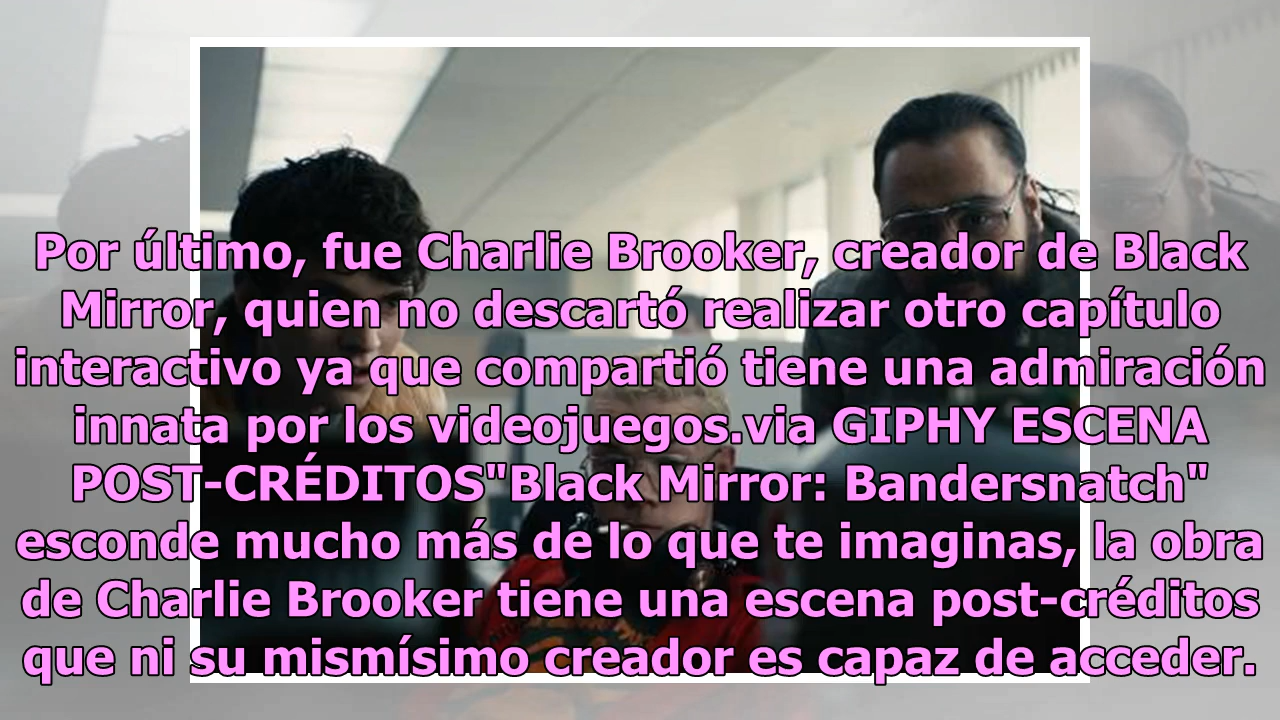 Por último, fue Charlie Brooker, creador de Black
Mirror, quien no descartó realizar otro capítulo
interactivo ya que compartió tiene una admiración
innata por los videojuegos.via GIPHY ESCENA
POST-CRÉDITOS"Black Mirror: Bandersnatch"
esconde mucho más de lo que te imaginas, la obra
de Charlie Brooker tiene una escena post-créditos
que ni su mismísimo creador es capaz de acceder.